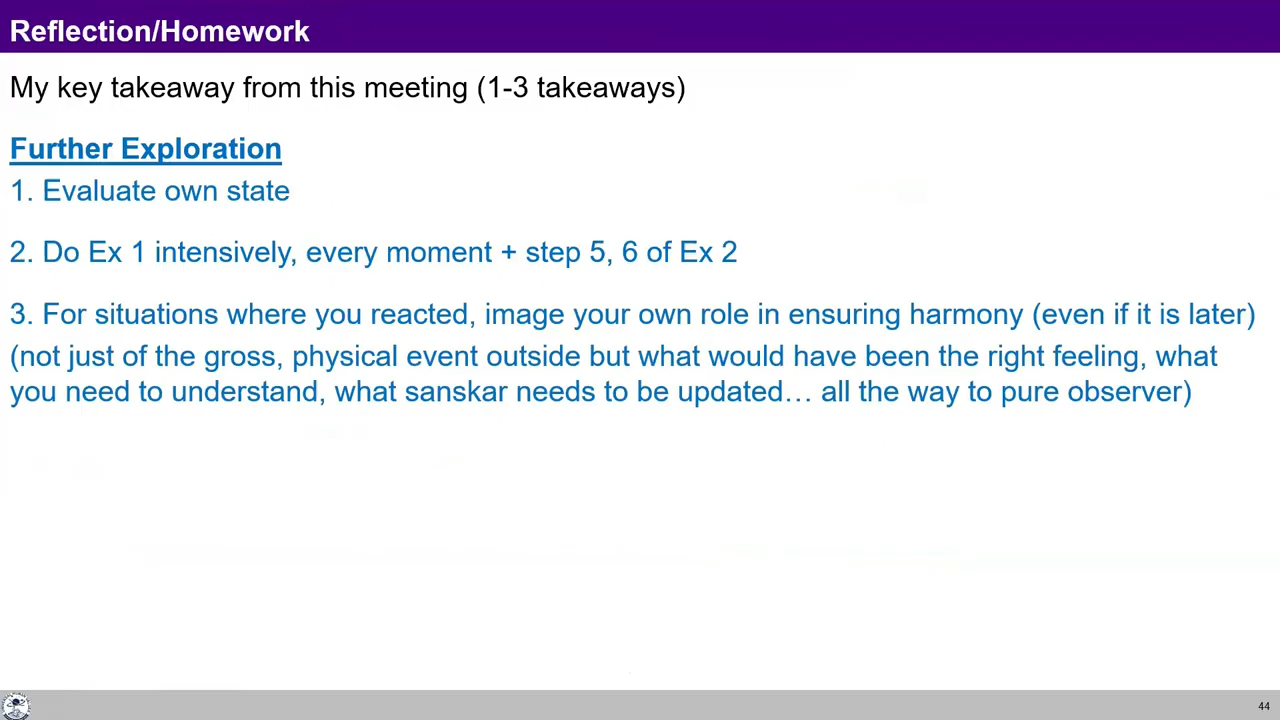 Reflection/Homework
My key takeaway from this meeting (1-3 takeaways)
Further Exploration
1. Evaluate own state
2. Do Ex 1 intensively, every moment + step 5, 6 of Ex 2
3. For situations where you reacted, image your own role in ensuring harmony (even if it is later)
(not just of the gross, physical event outside but what would have been the right feeling, what
you need to understand, what sanskar needs to be updated… all the way to pure observer)
44